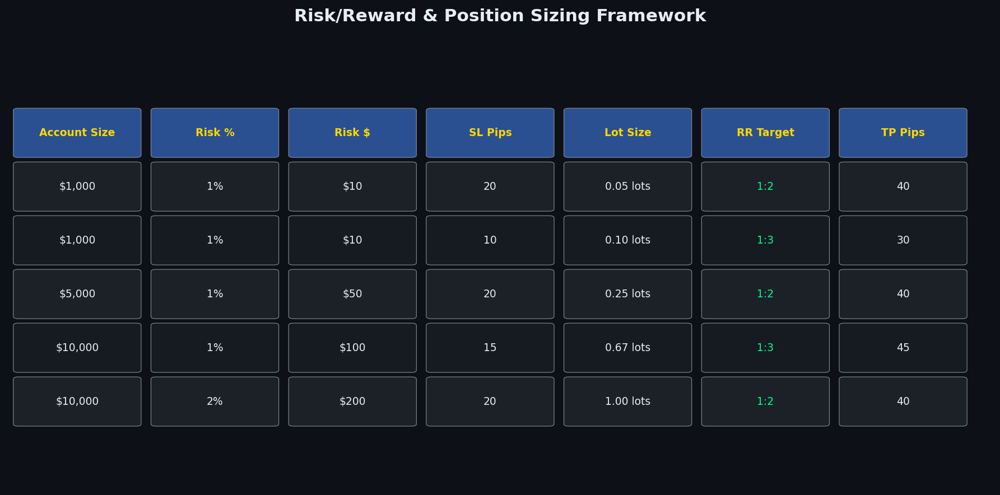 Risk/Reward & Position Sizing Framework
Account Size Risk % Risk $ SL Pips Lot Size RR Target TP Pips
$1,000 1% $10 20 0.05 lots 1:2 40
$1,000 1% $10 10 0.10 lots 1:3 30
$5,000 1% $50 20 0.25 lots 1:2 40
$10,000 1% $100 15 0.67 lots 1:3 45
$10,000 2% $200 20 1.00 lots 1:2 40